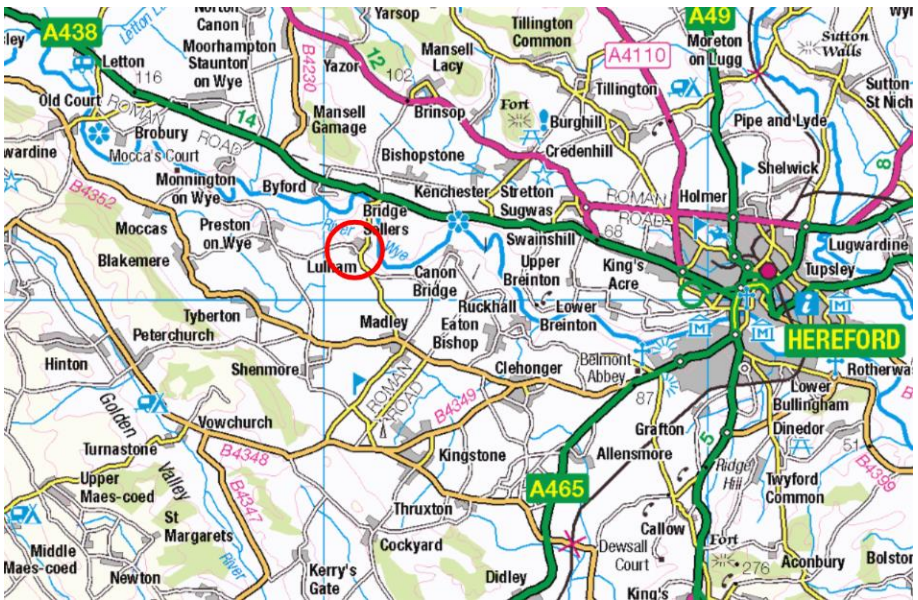 Norton
Canon
Letton L
Yarsop
Tillington
Common
A49
A438
Moorhampton
B4230
12
Mansell
Lacy
A4110
Moreton
on Lugg
Sutton
Walls
Letton
116
Staunton
on Wye
Yazor
102
Tillington
Sutton
St Nich
Old Court
ROMAN
ROAD
14
Mansell
Gamage
Brinsop
Fort
Burghill
Pipe and Lyde
8
wardine
Brobury
Mocca's Court
Bishopstone
Credenhill
Shelwick
B4352
Monnington
on Wye
Byford
Kenchester
Stretton
Sugwas
ROMAN
ROAD
Holmer
Moccas
Preston
on Wye
River
Wye
Bridge
Sollers
Swainshill
68
Lugwardine
Blakemere
Lulham
Canon
Bridge
Upper
Breinton
King's
Acre
Tupsley
Tyberton
Madley
Ruckhall
Eaton
Bishop
Lower
Breinton
i
M
M
M
HEREFORD
Peterchurch
Hinton
Shenmore
ROMAN
ROAD
Clehonger
Belmont
Abbey
87
Rotherwa
Golden
Valley
Vowchurch
B4349
Lower
Bullingham
Turnastone
B4348
Kingstone
Grafton
5
Dinedor
51
B4399
Upper
Maes-coed
B4347
Allensmore
Ridge
Hill
Twyford
Common
St
Margarets
A465
Thruxton
Callow
Middle
Maes-coed
Newton
River
Kerry's
Gate
Cockyard
Didley
Dewsall
Court
Fort
276
Aconbury
Bolston
King's